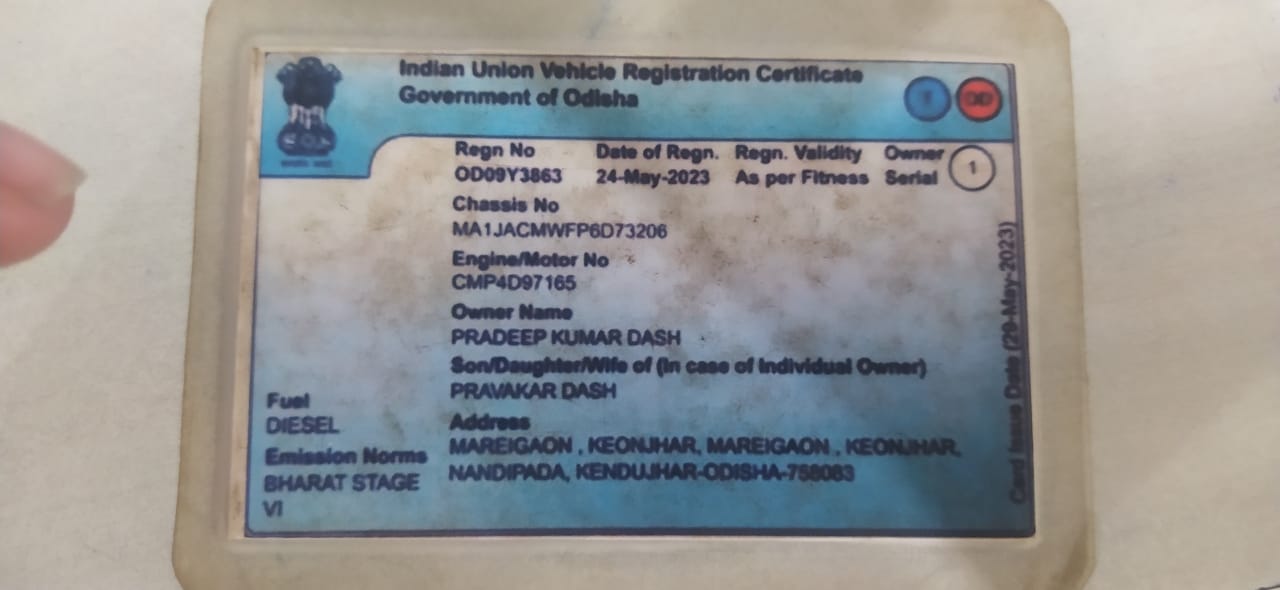 Indian Union Vehicle Registration Certificate
Government of Odisha
T OD
Regn No Date of Regn. Regn. Validity Owner Serial 1
OD09Y3863 24-May-2023 As per Fitness
Chassis No
MA1JACMWFP6D73206
Engine/Motor No
CMP4D97165
Owner Name
PRADEEP KUMAR DASH
Son/Daughter/Wife of (In case of Individual Owner)
PRAVAKAR DASH
Fuel
DIESEL
Emission Norms
BHARAT STAGE
VI
Address
MAREIGAON , KEONJHAR, MAREIGAON , KEONJHAR,
NANDIPADA, KENDUJHAR-ODISHA-758083
Card Issue Date (29-May-2023)